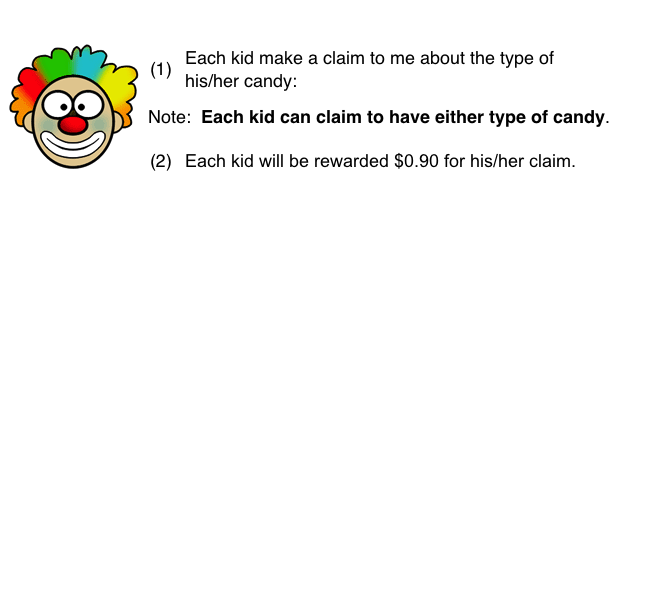 (1) Each kid make a claim to me about the type of
his/her candy:
Note: Each kid can claim to have either type of candy.
(2) Each kid will be rewarded $0.90 for his/her claim.